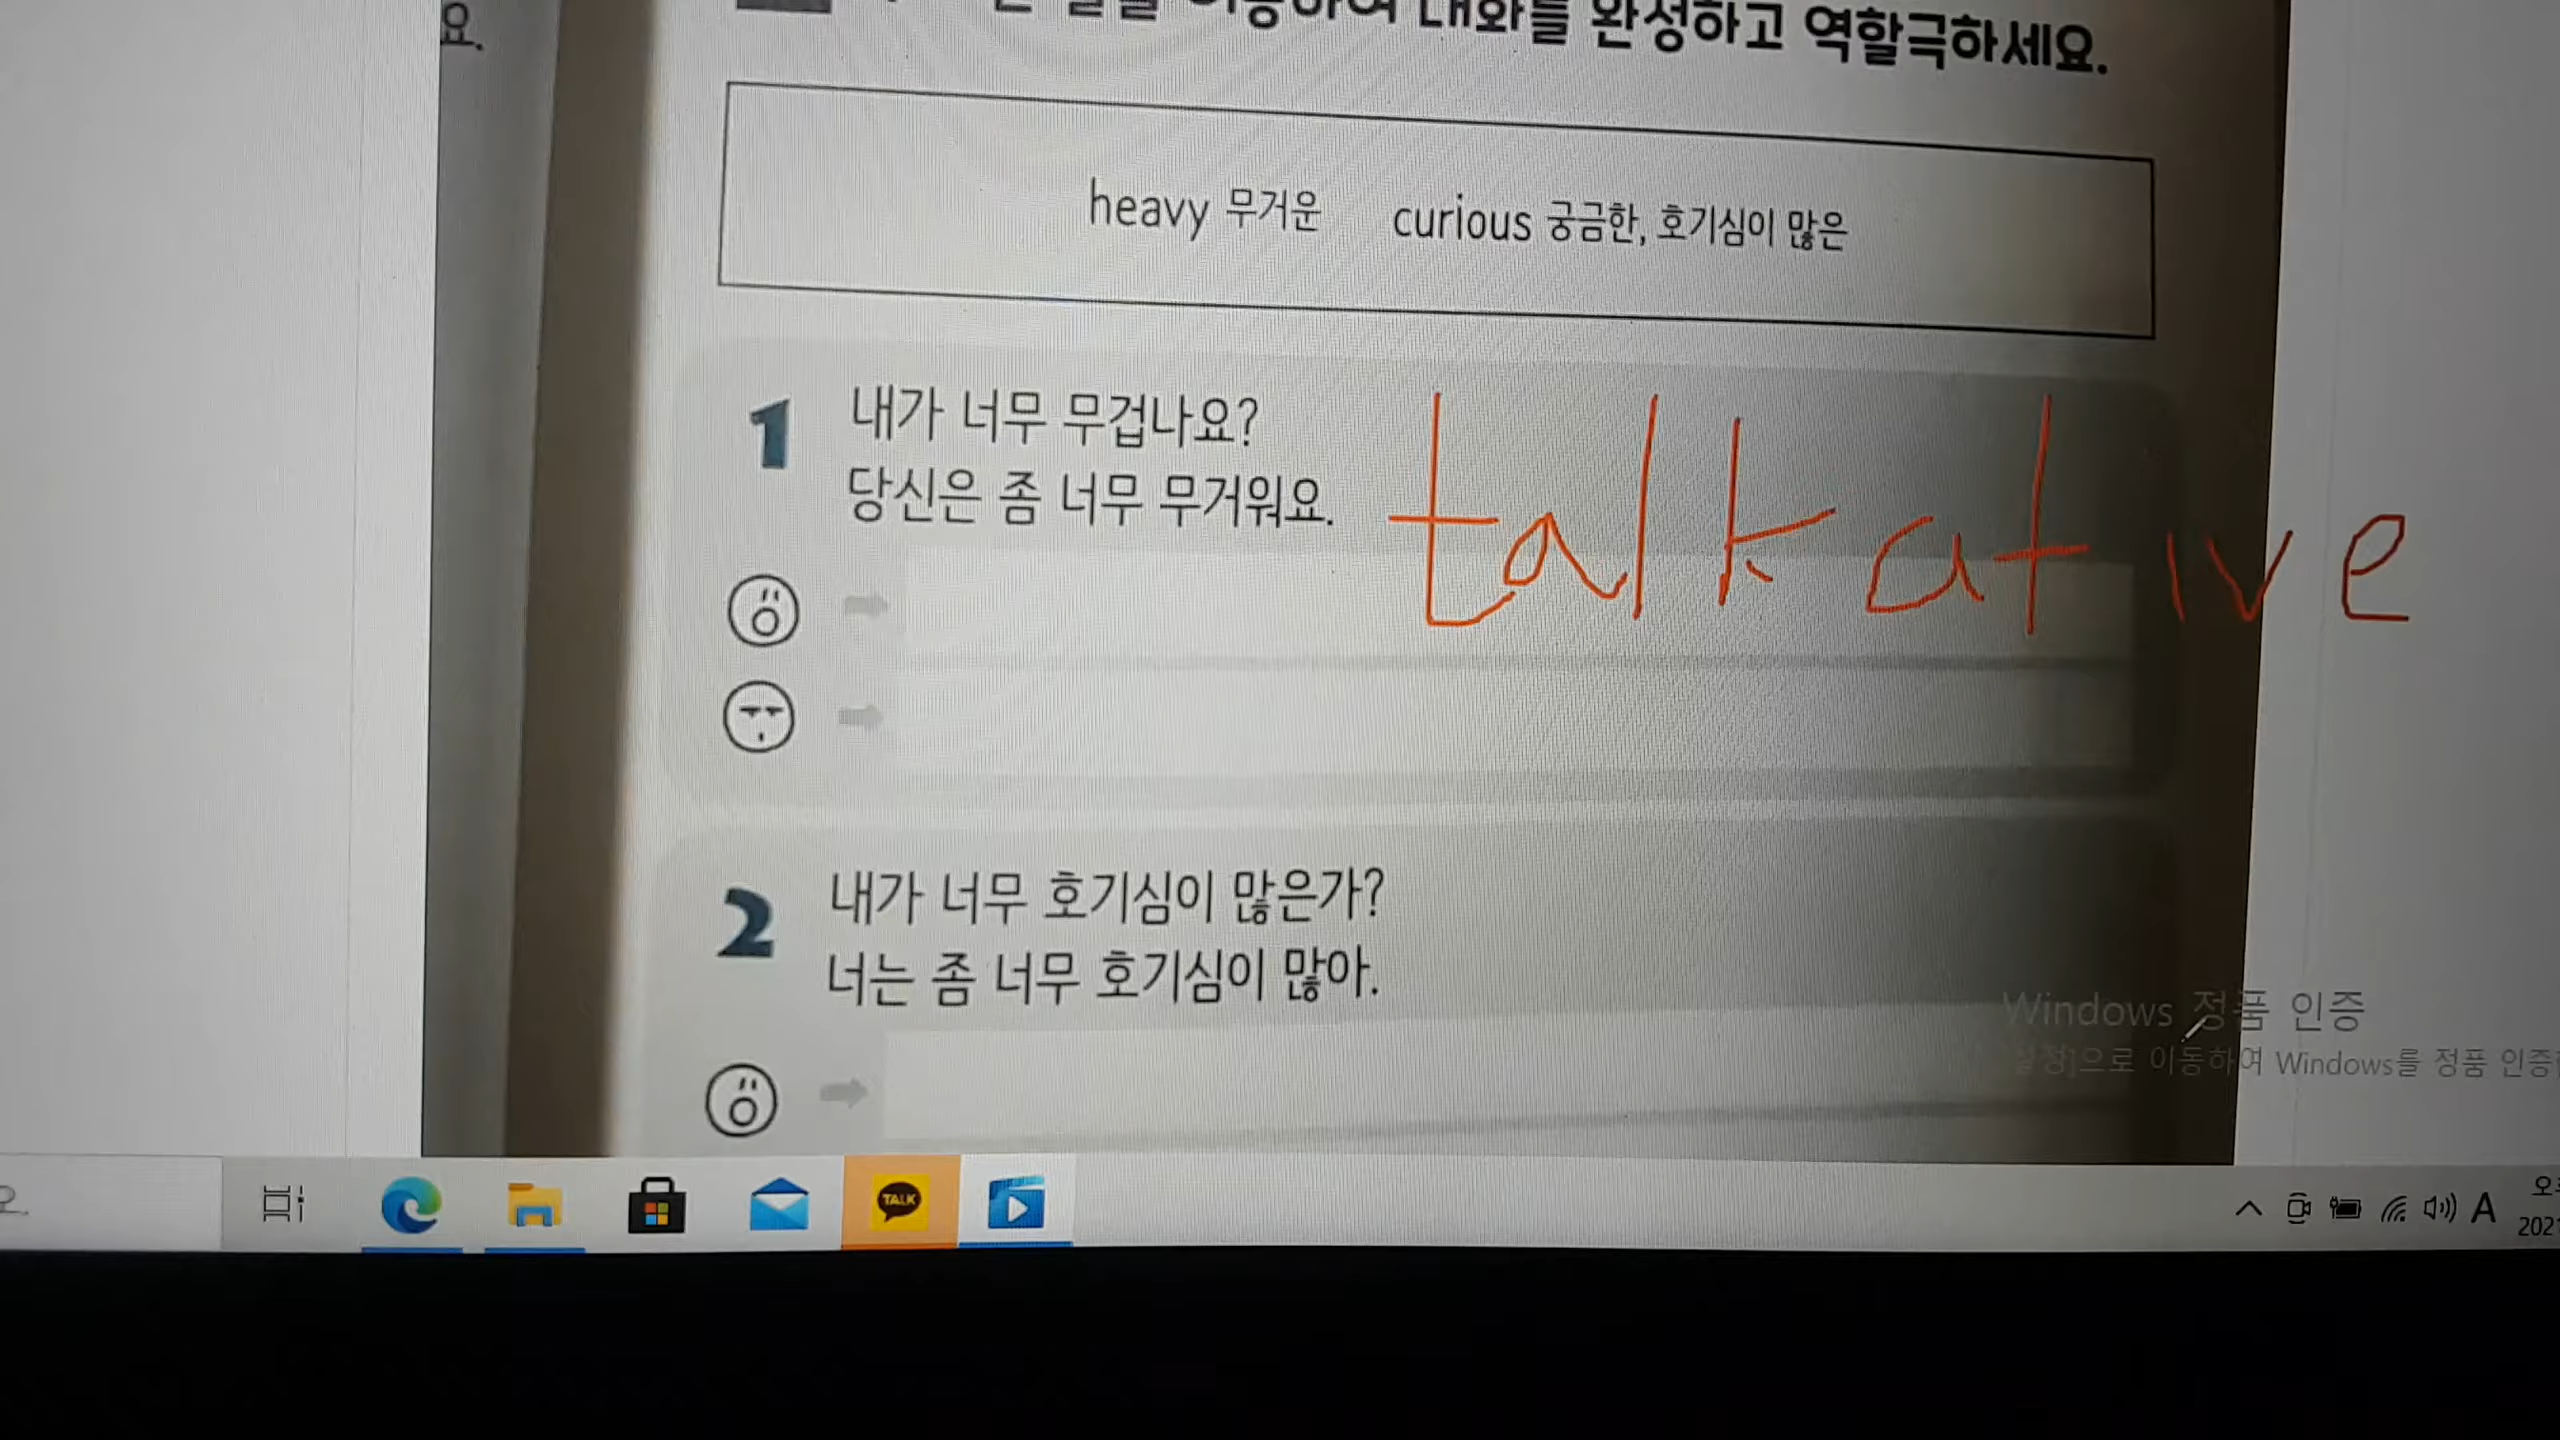 요.
대화를 완성하고 역할극하세요.
heavy 무거운 curious 궁금한, 호기심이 많은
1 내가 너무 무겁나요?
당신은 좀 너무 무거워요.
talkative
2 내가 너무 호기심이 많은가?
너는 좀 너무 호기심이 많아.
Windows 정품 인증
이동하여 Windows를 정품 인증
오.
TALK
A
202